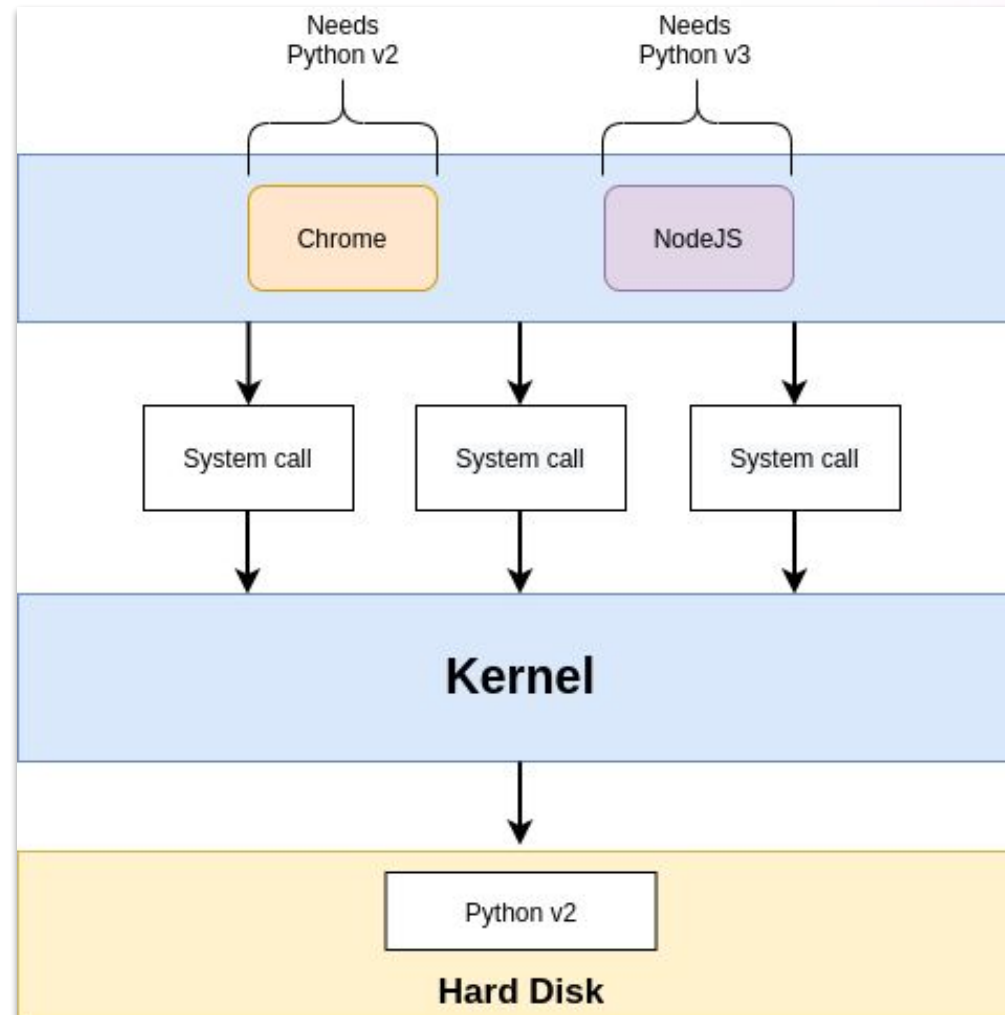 Needs
Python v2
Needs
Python v3
Chrome
NodeJS
System call
System call
System call
Kernel
Python v2
Hard Disk